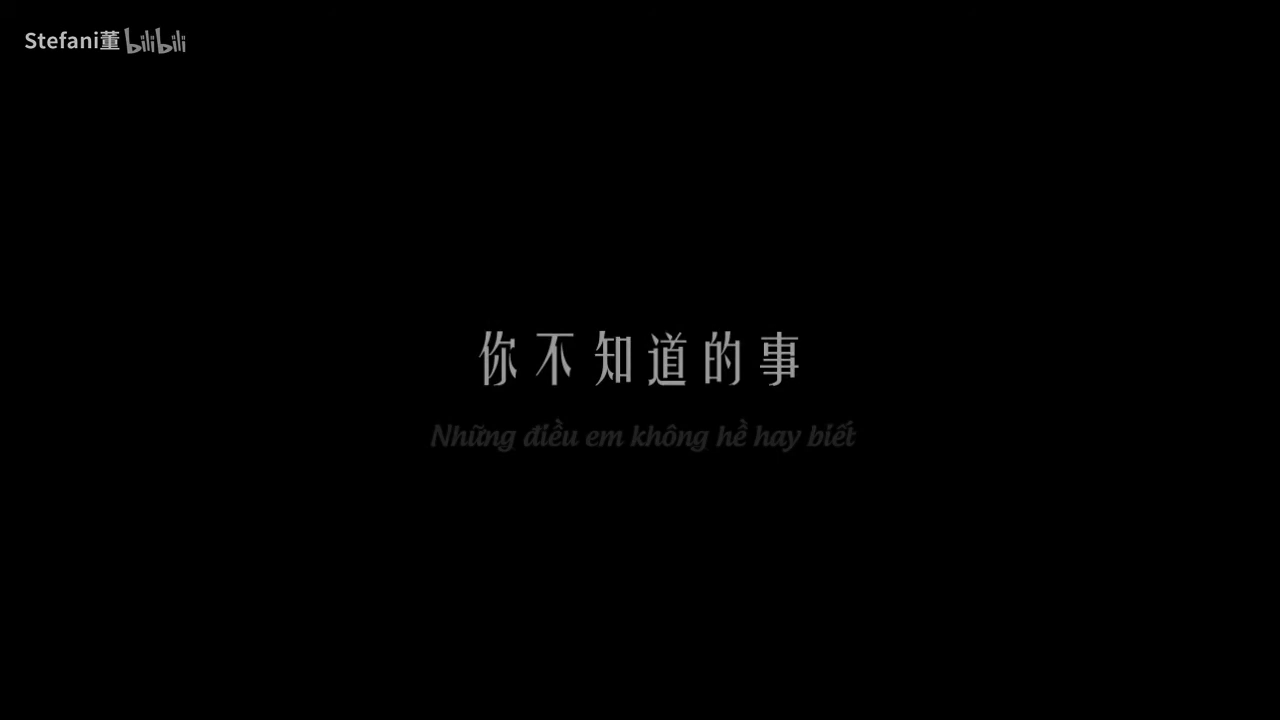 Stefani董 bilibili
你不知道的事
Những điều em không hề hay biết